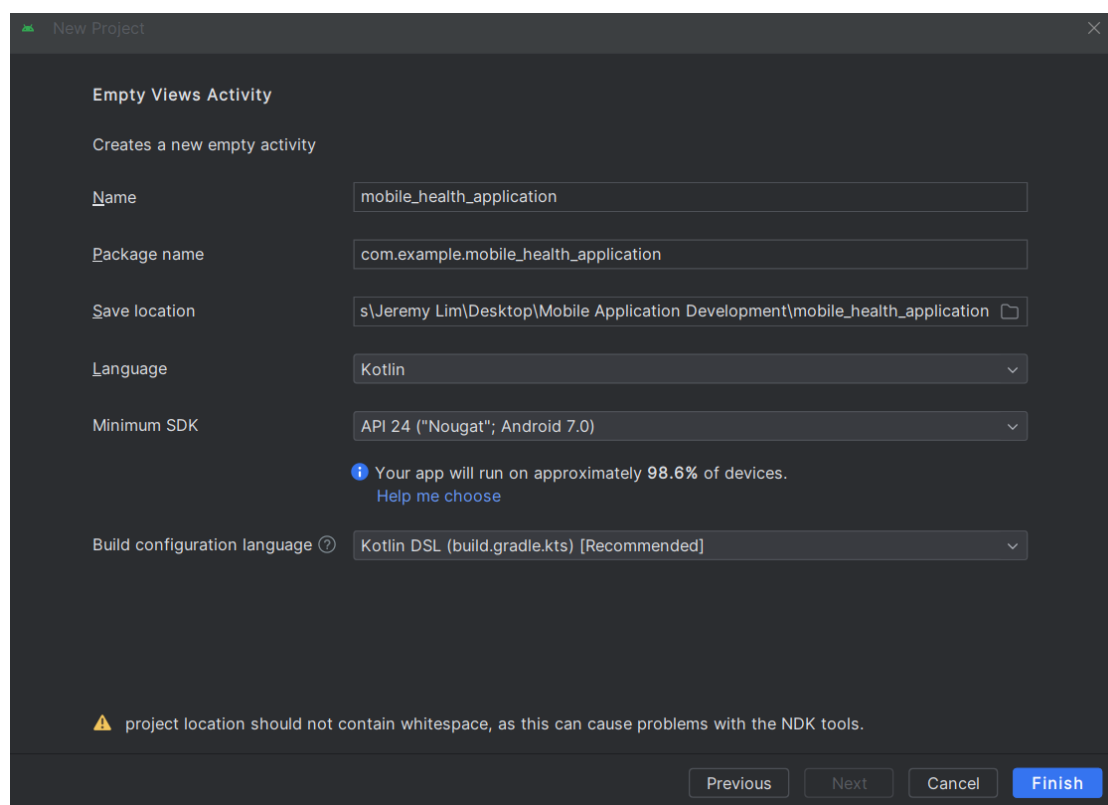 New Project
Empty Views Activity
Creates a new empty activity
Name mobile_health_application
Package name com.example.mobile_health_application
Save location s\Jeremy Lim\Desktop\Mobile Application Development\mobile_health_application
Language Kotlin
Minimum SDK API 24 ("Nougat"; Android 7.0)
Your app will run on approximately 98.6% of devices.
Help me choose
Build configuration language Kotlin DSL (build.gradle.kts) [Recommended]
project location should not contain whitespace, as this can cause problems with the NDK tools.
Previous Next Cancel Finish